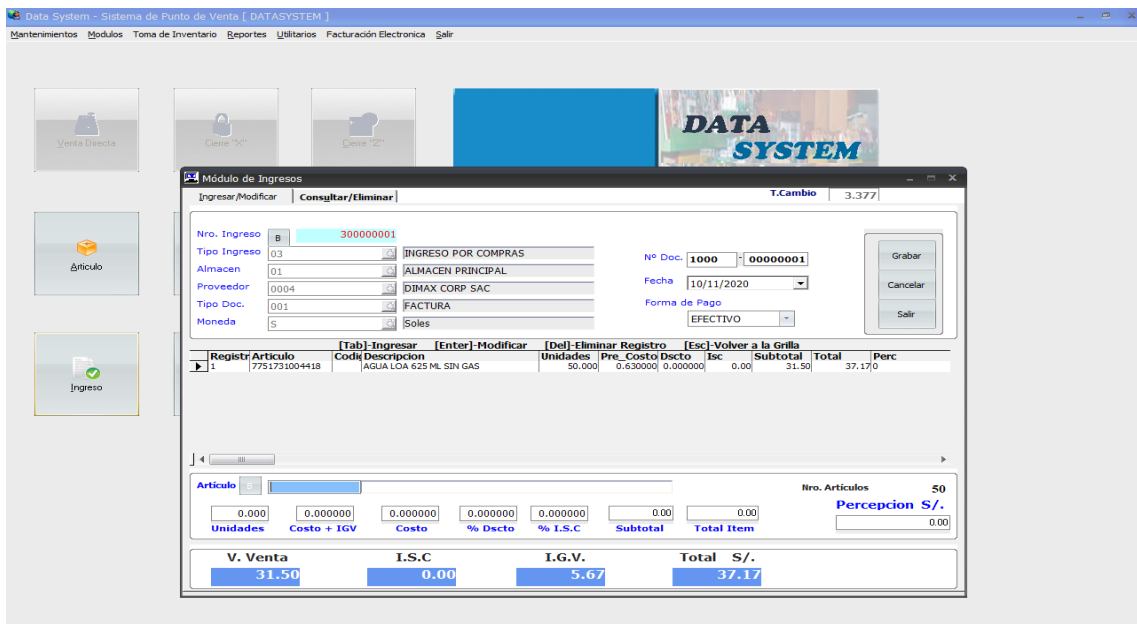 Data System - Sistema de Punto de Venta [ DATASYSTEM ]
Mantenimientos Modulos Toma de Inventario Reportes Utilitarios Facturación Electronica Salir
Venta Directa Cierre "X" Cierre "Z"
DATA
SYSTEM
Módulo de Ingresos
Ingresar/Modificar Consultar/Eliminar T.Cambio 3.377
Nro. Ingreso B 300000001
Tipo Ingreso 03 INGRESO POR COMPRAS Nº Doc. 1000 - 00000001 Grabar
Articulo
Almacen 01 ALMACEN PRINCIPAL
Proveedor 0004 DIMAX CORP SAC Fecha 10/11/2020 Cancelar
Tipo Doc. 001 FACTURA Forma de Pago
Moneda S Soles EFECTIVO Salir
[Tab]-Ingresar [Enter]-Modificar [Del]-Eliminar Registro [Esc]-Volver a la Grilla
Registr Articulo Codig Descripcion Unidades Pre_Costo Dscto Isc Subtotal Total Perc
1 7751731004418 AGUA LOA 625 ML SIN GAS 50.000 0.630000 0.000000 0.00 31.50 37.17 0
Ingreso
Artículo B Nro. Artículos 50
Percepcion S/.
0.000 0.000000 0.000000 0.000000 0.000000 0.00 0.00 0.00
Unidades Costo + IGV Costo % Dscto % I.S.C Subtotal Total Item
V. Venta I.S.C I.G.V. Total S/.
31.50 0.00 5.67 37.17